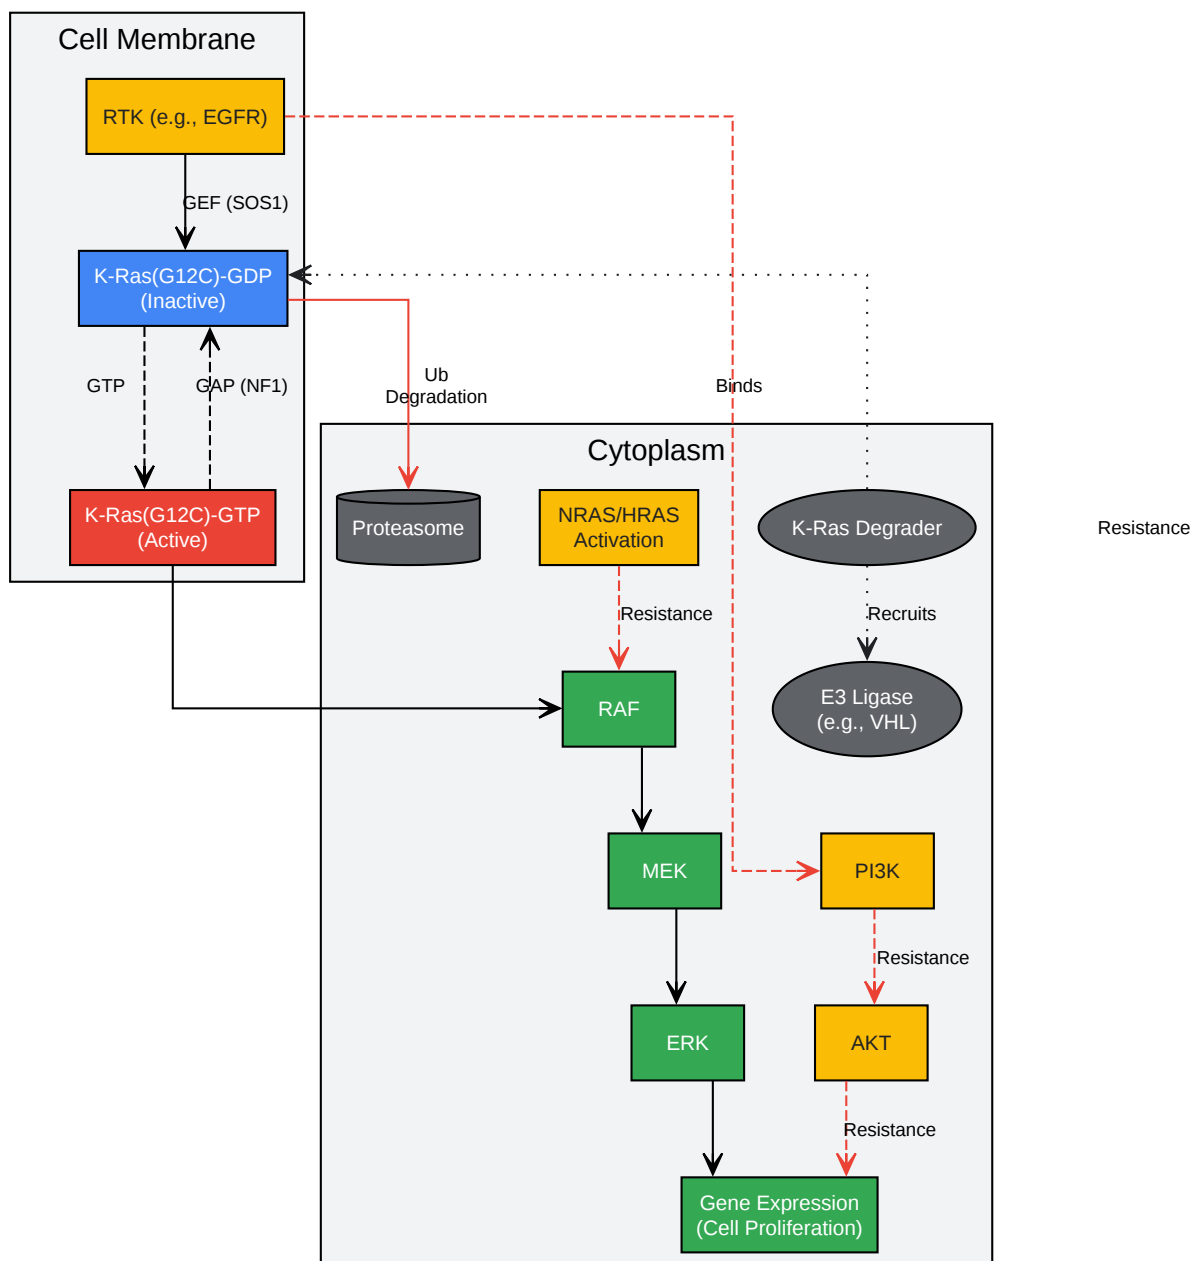 Cell Membrane
RTK (e.g., EGFR)
GEF (SOS1)
K-Ras(G12C)-GDP
(Inactive)
GTP
GAP (NF1)
Ub
Degradation
Binds
Cytoplasm
K-Ras(G12C)-GTP
(Active)
Proteasome
NRAS/HRAS
Activation
K-Ras Degrader
Resistance
Resistance
Recruits
RAF
E3 Ligase
(e.g., VHL)
MEK
PI3K
Resistance
ERK
AKT
Resistance
Gene Expression
(Cell Proliferation)